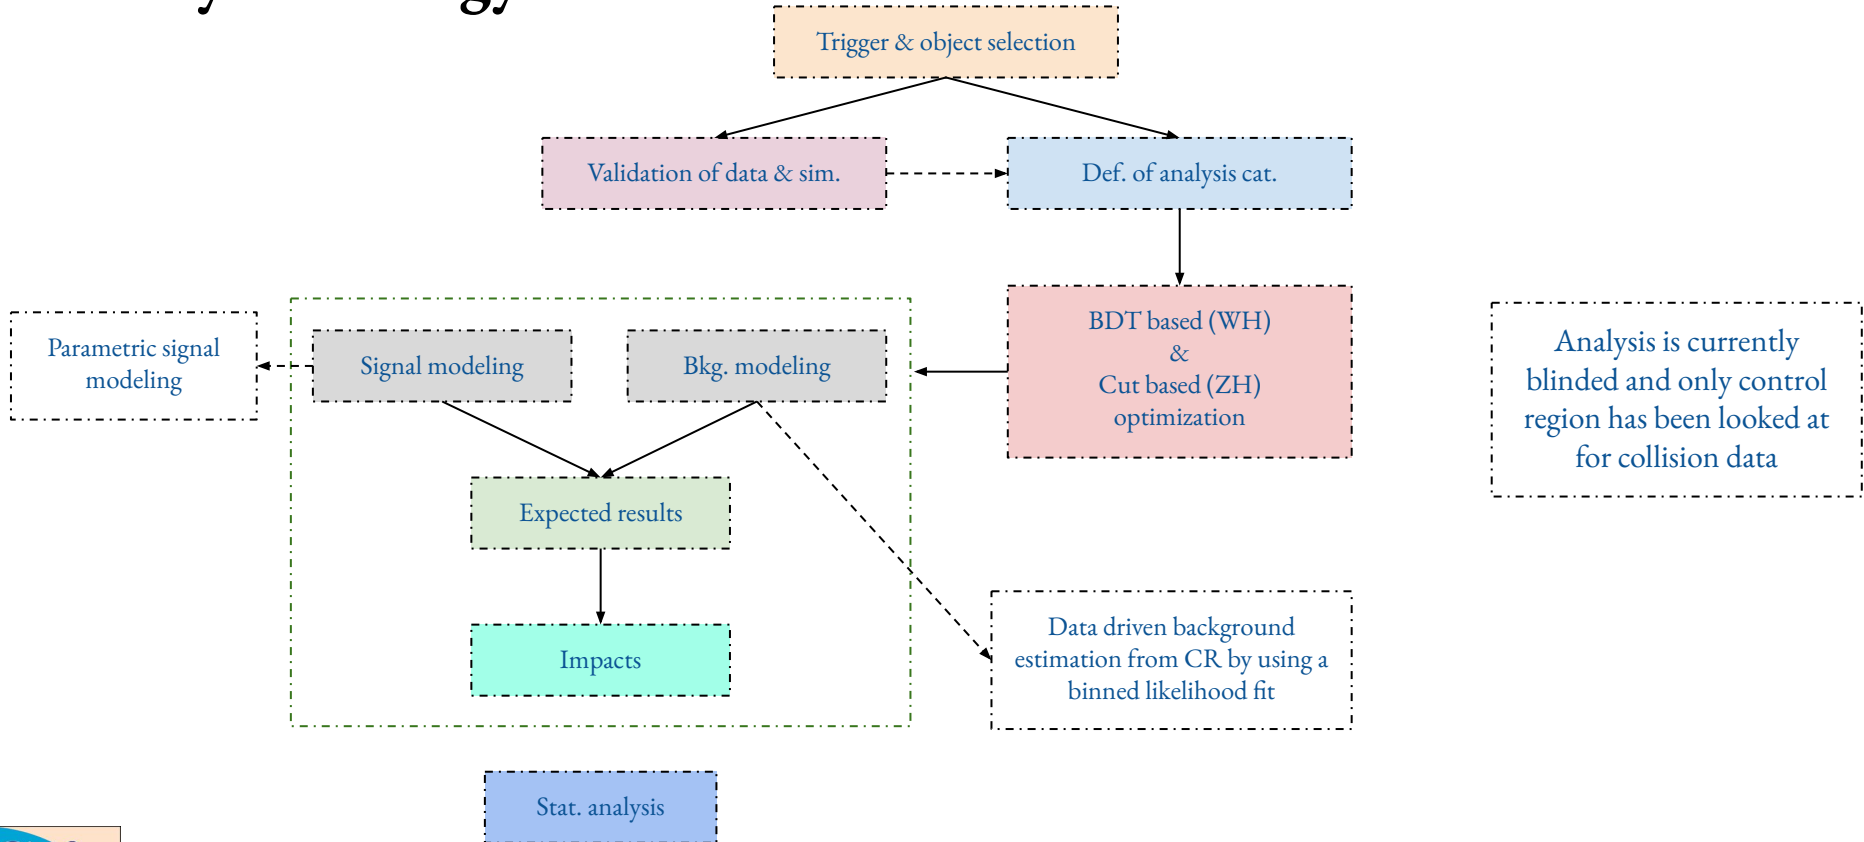 Trigger & object selection
Validation of data & sim.
Def. of analysis cat.
Parametric signal
modeling
Signal modeling
Bkg. modeling
BDT based (WH)
&
Cut based (ZH)
optimization
Analysis is currently
blinded and only control
region has been looked at
for collision data
Expected results
Impacts
Data driven background
estimation from CR by using a
binned likelihood fit
Stat. analysis